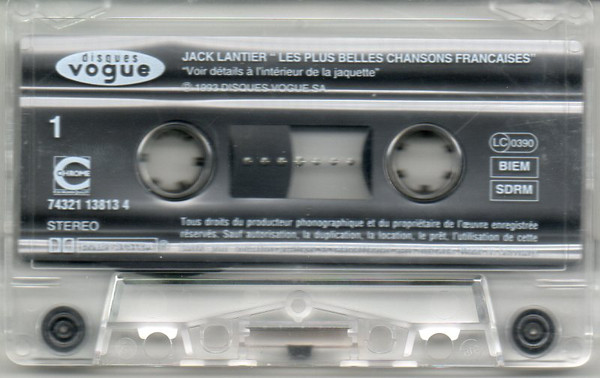 disques
vogue
JACK LANTIER " LES PLUS BELLES CHANSONS FRANCAISES"
"Voir détails à l'intérieur de la jaquette"
℗ 1993 DISQUES VOGUE SA
1
LC 0390
CHROME
BIEM
74321 13813 4
SDRM
STEREO
Tous droits du producteur phonographique et du propriétaire de l'œuvre enregistrée
réservés. Sauf autorisation, la duplication, la location, le prêt, l'utilisation de cette